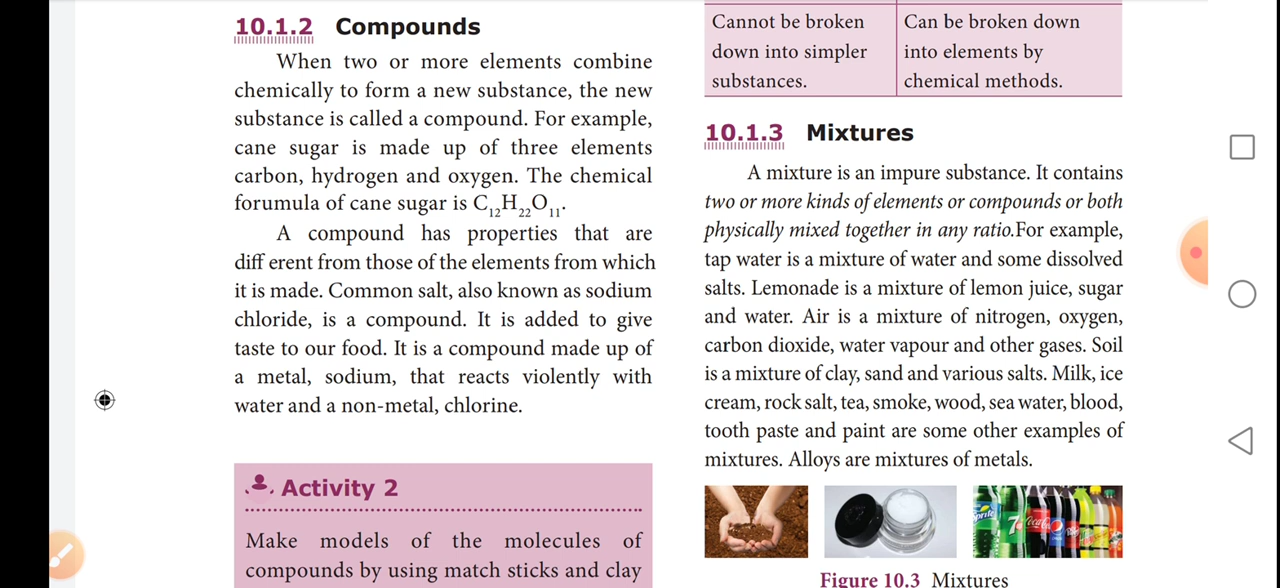 10.1.2 Compounds
When two or more elements combine
chemically to form a new substance, the new
substance is called a compound. For example,
cane sugar is made up of three elements
carbon, hydrogen and oxygen. The chemical
forumula of cane sugar is C₁₂H₂₂O₁₁.
A compound has properties that are
diff erent from those of the elements from which
it is made. Common salt, also known as sodium
chloride, is a compound. It is added to give
taste to our food. It is a compound made up of
a metal, sodium, that reacts violently with
water and a non-metal, chlorine.
Activity 2
Make models of the molecules of
compounds by using match sticks and clay
Cannot be broken
down into simpler
substances.
Can be broken down
into elements by
chemical methods.
10.1.3 Mixtures
A mixture is an impure substance. It contains
two or more kinds of elements or compounds or both
physically mixed together in any ratio.For example,
tap water is a mixture of water and some dissolved
salts. Lemonade is a mixture of lemon juice, sugar
and water. Air is a mixture of nitrogen, oxygen,
carbon dioxide, water vapour and other gases. Soil
is a mixture of clay, sand and various salts. Milk, ice
cream, rock salt, tea, smoke, wood, sea water, blood,
tooth paste and paint are some other examples of
mixtures. Alloys are mixtures of metals.
Sprite
7
Coca-Cola
pepsi
Figure 10.3 Mixtures